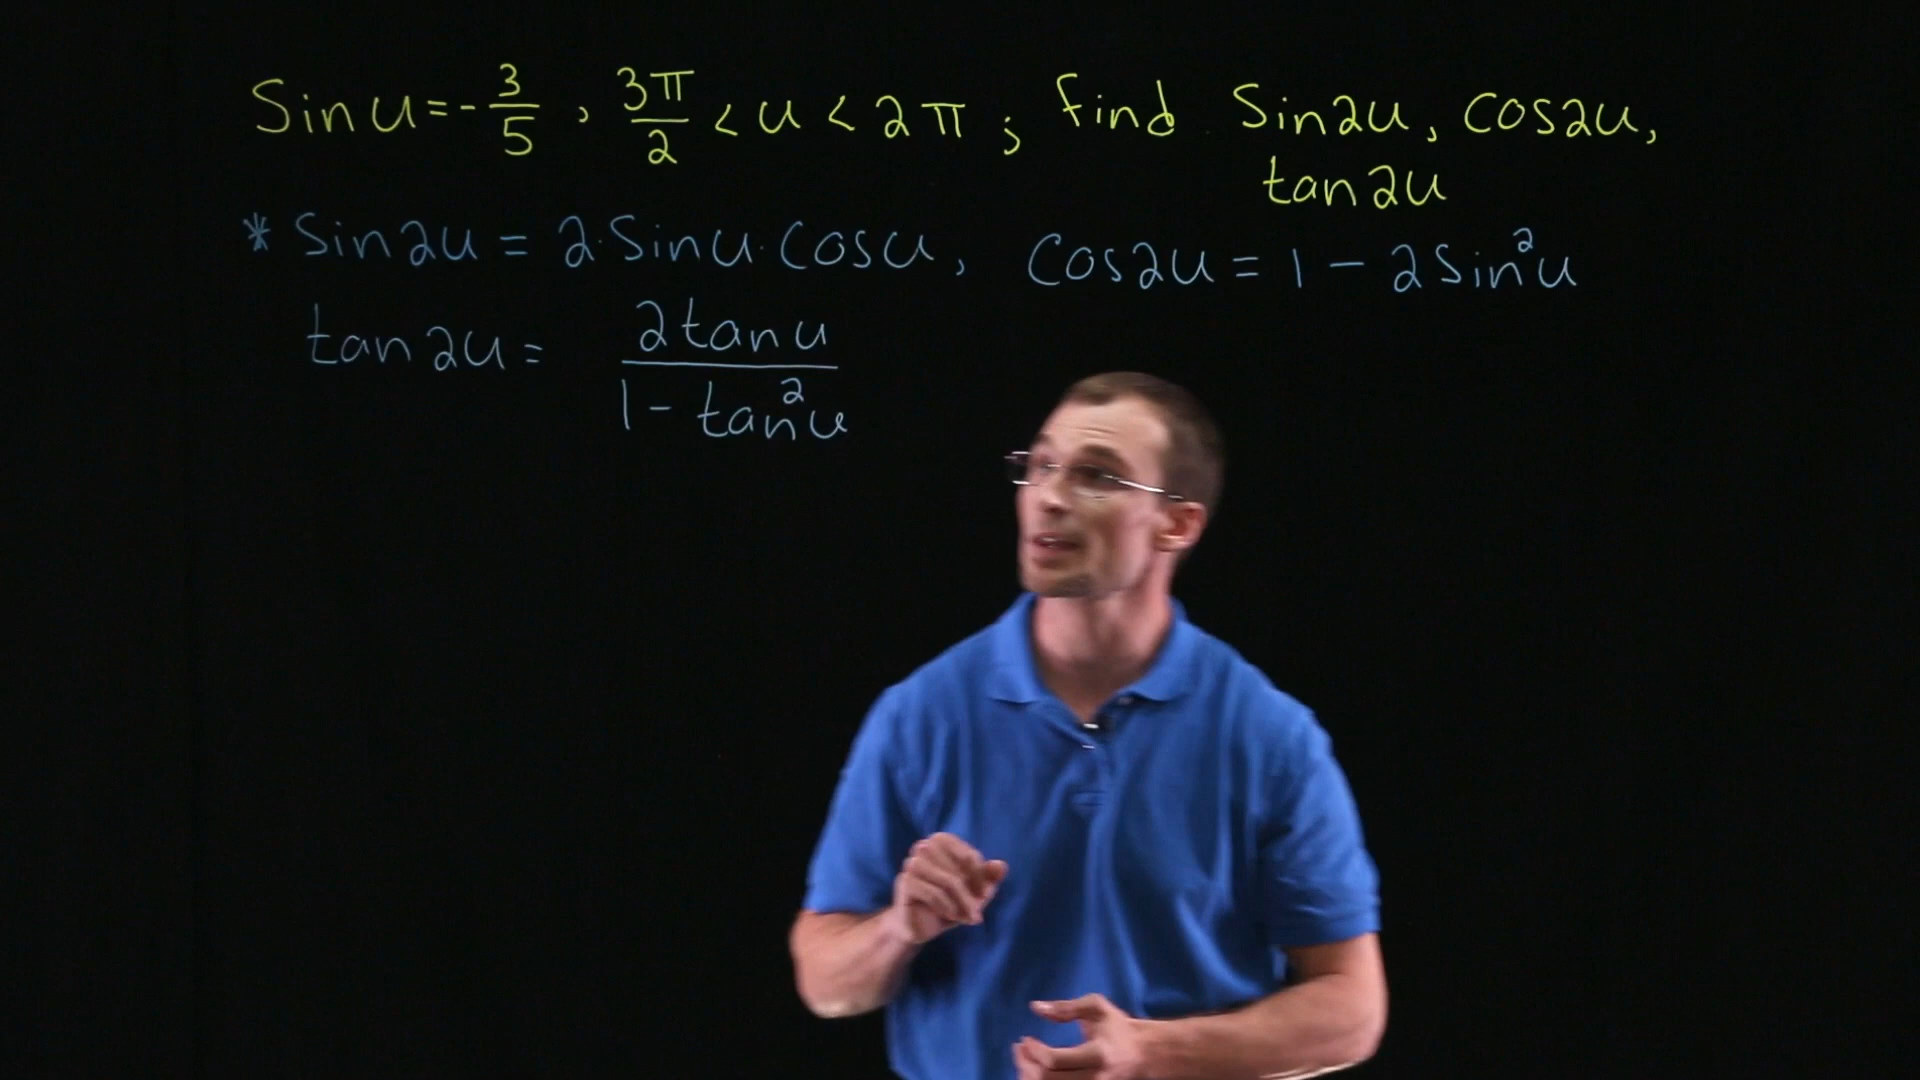 Sin u = - 3/5 , 3π/2 < u < 2π ; find Sin2u, Cos2u,
tan2u
* Sin2u = 2·Sinu·Cosu, Cos2u = 1 - 2Sin²u
tan2u = 2tanu / 1 - tan²u